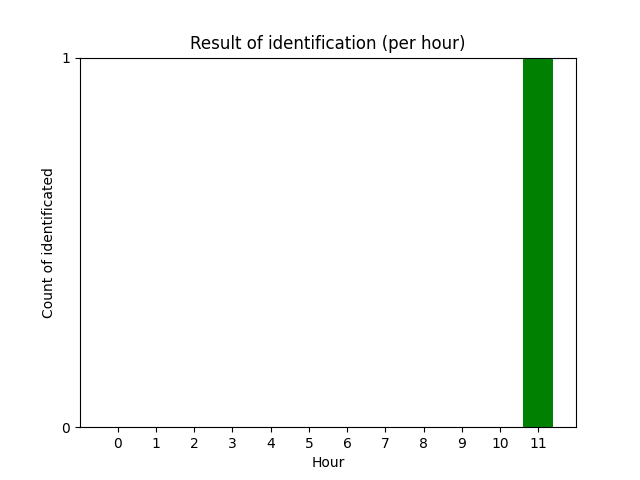 Result of identification (per hour)
1
Count of identificated
0
0 1 2 3 4 5 6 7 8 9 10 11
Hour